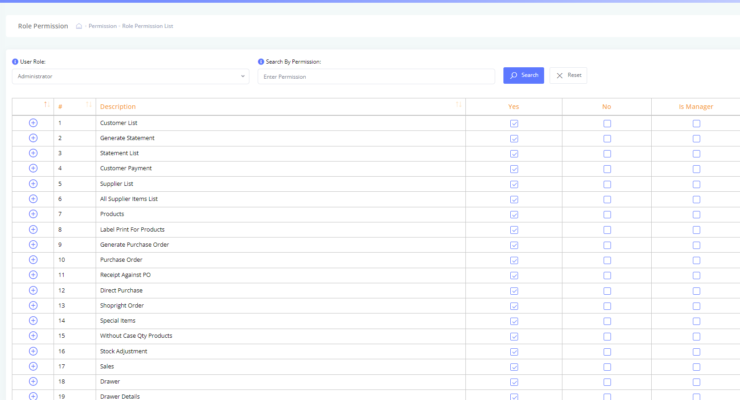 Role Permission - Permission - Role Permission List
User Role: Search By Permission:
Administrator Enter Permission Search Reset
# Description Yes No Is Manager
1 Customer List
2 Generate Statement
3 Statement List
4 Customer Payment
5 Supplier List
6 All Supplier Items List
7 Products
8 Label Print For Products
9 Generate Purchase Order
10 Purchase Order
11 Receipt Against PO
12 Direct Purchase
13 Shopright Order
14 Special Items
15 Without Case Qty Products
16 Stock Adjustment
17 Sales
18 Drawer
19 Drawer Details